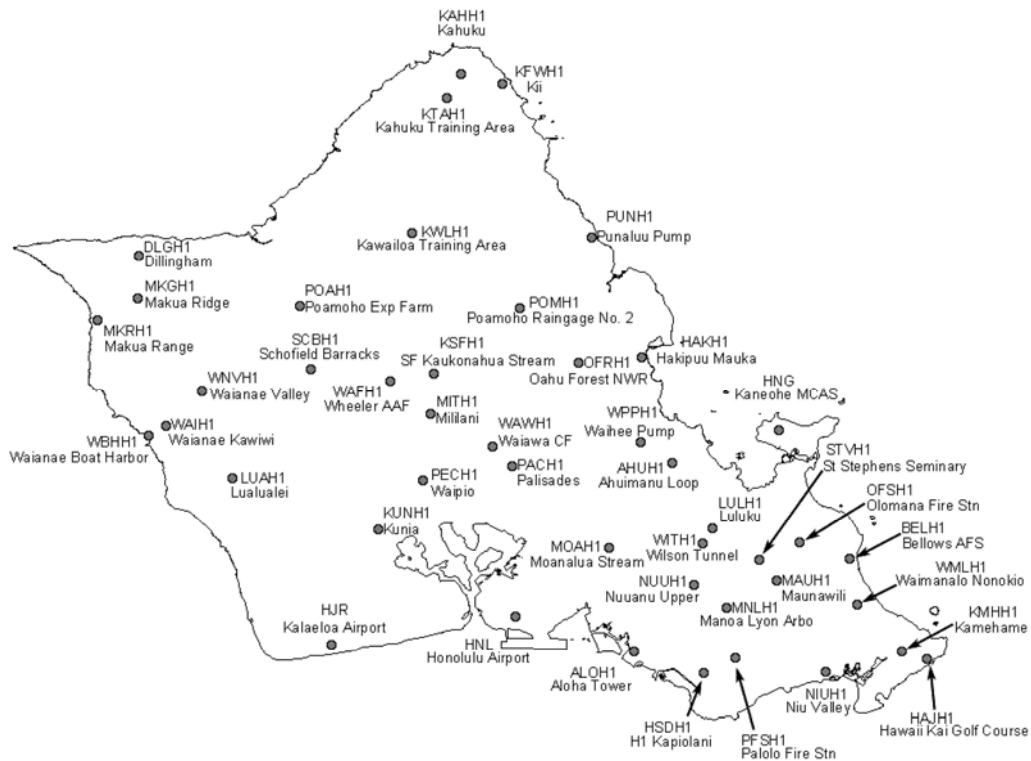 KAHH1
Kahuku
KFWH1
Kii
KTAH1
Kahuku Training Area
PUNH1
Punaluu Pump
KWLH1
Kawailoa Training Area
DLGH1
Dillingham
MKGH1
Makua Ridge
POAH1
Poamoho Exp Farm
POMH1
Poamoho Raingage No. 2
MKRH1
Makua Range
SCBH1
Schofield Barracks
KSFH1
SF Kaukonahua Stream
HAKH1
Hakipuu Mauka
OFRH1
Oahu Forest NWR
WNVH1
Waianae Valley
WAFH1
Wheeler AAF
HNG
Kaneohe MCAS
MITH1
Mililani
WPPH1
Waihee Pump
WAIH1
Waianae Kawiwi
WBHH1
Waianae Boat Harbor
WAWH1
Waiawa CF
STVH1
St Stephens Seminary
LUAH1
Lualualei
PECH1
Waipio
PACH1
Palisades
AHUH1
Ahuimanu Loop
OFSH1
Olomana Fire Stn
KUNH1
Kunia
LULH1
Luluku
BELH1
Bellows AFS
MOAH1
Moanalua Stream
WITH1
Wilson Tunnel
WMLH1
Waimanalo Nonokio
NUUH1
Nuuanu Upper
MAUH1
Maunawili
HJR
Kalaeloa Airport
MNLH1
Manoa Lyon Arbo
KMHH1
Kamehame
HNL
Honolulu Airport
ALOH1
Aloha Tower
NIUH1
Niu Valley
HSDH1
H1 Kapiolani
PFSH1
Palolo Fire Stn
HAJH1
Hawaii Kai Golf Course